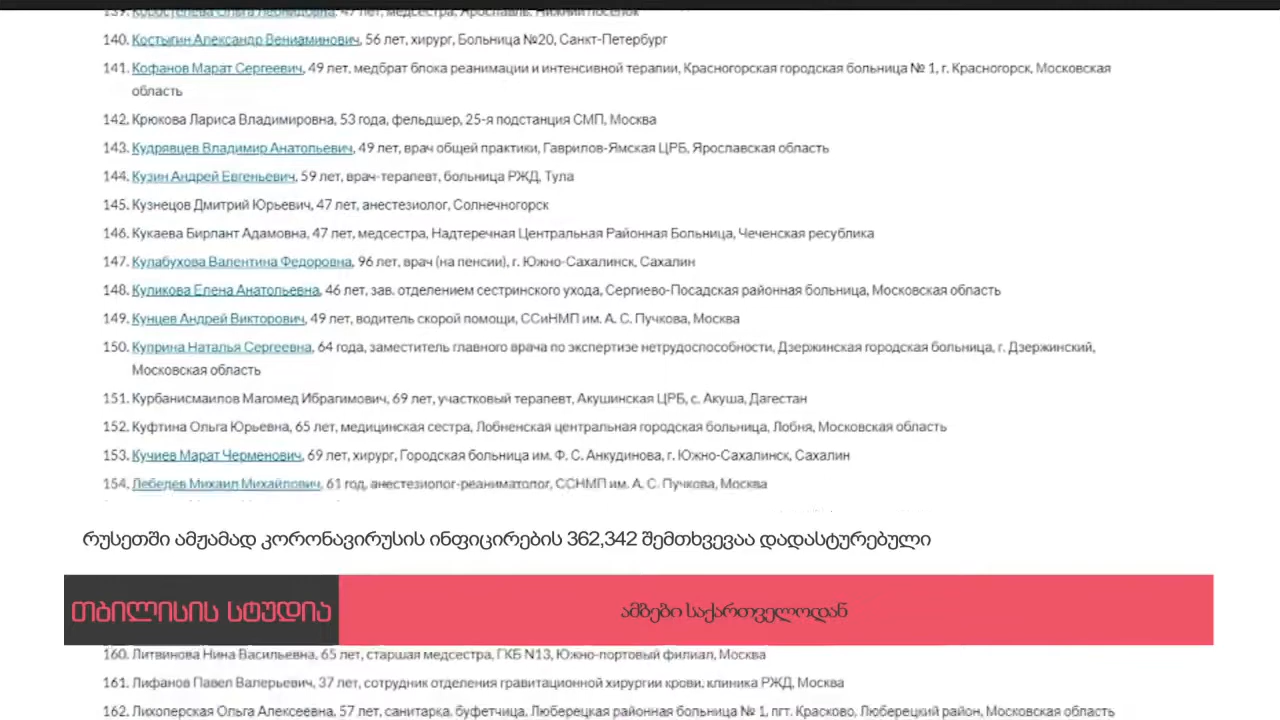 139. Коростелева Ольга Леонидовна, 47 лет, медсестра, Ярославль. Нижний поселок
140. Костыгин Александр Вениаминович, 56 лет, хирург, Больница №20, Санкт-Петербург
141. Кофанов Марат Сергеевич, 49 лет, медбрат блока реанимации и интенсивной терапии, Красногорская городская больница № 1, г. Красногорск, Московская
область
142. Крюкова Лариса Владимировна, 53 года, фельдшер, 25-я подстанция СМП, Москва
143. Кудрявцев Владимир Анатольевич, 49 лет, врач общей практики, Гаврилов-Ямская ЦРБ, Ярославская область
144. Кузин Андрей Евгеньевич, 59 лет, врач-терапевт, больница РЖД, Тула
145. Кузнецов Дмитрий Юрьевич, 47 лет, анестезиолог, Солнечногорск
146. Кукаева Бирлант Адамовна, 47 лет, медсестра, Надтеречная Центральная Районная Больница, Чеченская ресублика
147. Кулабухова Валентина Федоровна, 96 лет, врач (на пенсии), г. Южно-Сахалинск, Сахалин
148. Куликова Елена Анатольевна, 46 лет, зав. отделением сестринского ухода, Сергиево-Посадская районная больница, Московская область
149. Кунцев Андрей Викторович, 49 лет, водитель скорой помощи, ССиНМП им. А. С. Пучкова, Москва
150. Куприна Наталья Сергеевна, 64 года, заместитель главного врача по экспертизе нетрудоспособности, Дзержинская городская больница, г. Дзержинский,
Московская область
151. Курбанисмаилов Магомед Ибрагимович, 69 лет, участковый терапевт, Акушинская ЦРБ, с. Акуша, Дагестан
152. Куфтина Ольга Юрьевна, 65 лет, медицинская сестра, Лобненская центральная городская больница, Лобня, Московская область
153. Кучиев Марат Черменович, 69 лет, хирург, Городская больница им. Ф. С. Анкудинова, г. Южно-Сахалинск, Сахалин
154. Лебедев Михаил Михайлович, 61 год, анестезиолог-реаниматолог, ССНМП им. А. С. Пучкова, Москва
რუსეთში ამჟამად კორონავირუსის ინფიცირების 362,342 შემთხვევაა დადასტურებული
თბილისის სტუდია
ამბები საქართველოდან
160. Литвинова Нина Васильевна, 65 лет, старшая медсестра, ГКБ N13, Южно-портовый филиал, Москва
161. Лифанов Павел Валерьевич, 37 лет, сотрудник отделения гравитационной хирургии крови, клиника РЖД, Москва
162. Лихоперская Ольга Алексеевна, 57 лет, санитарка, буфетчица, Люберецкая районная больница № 1, пгт. Красково, Люберецкий район, Московская область